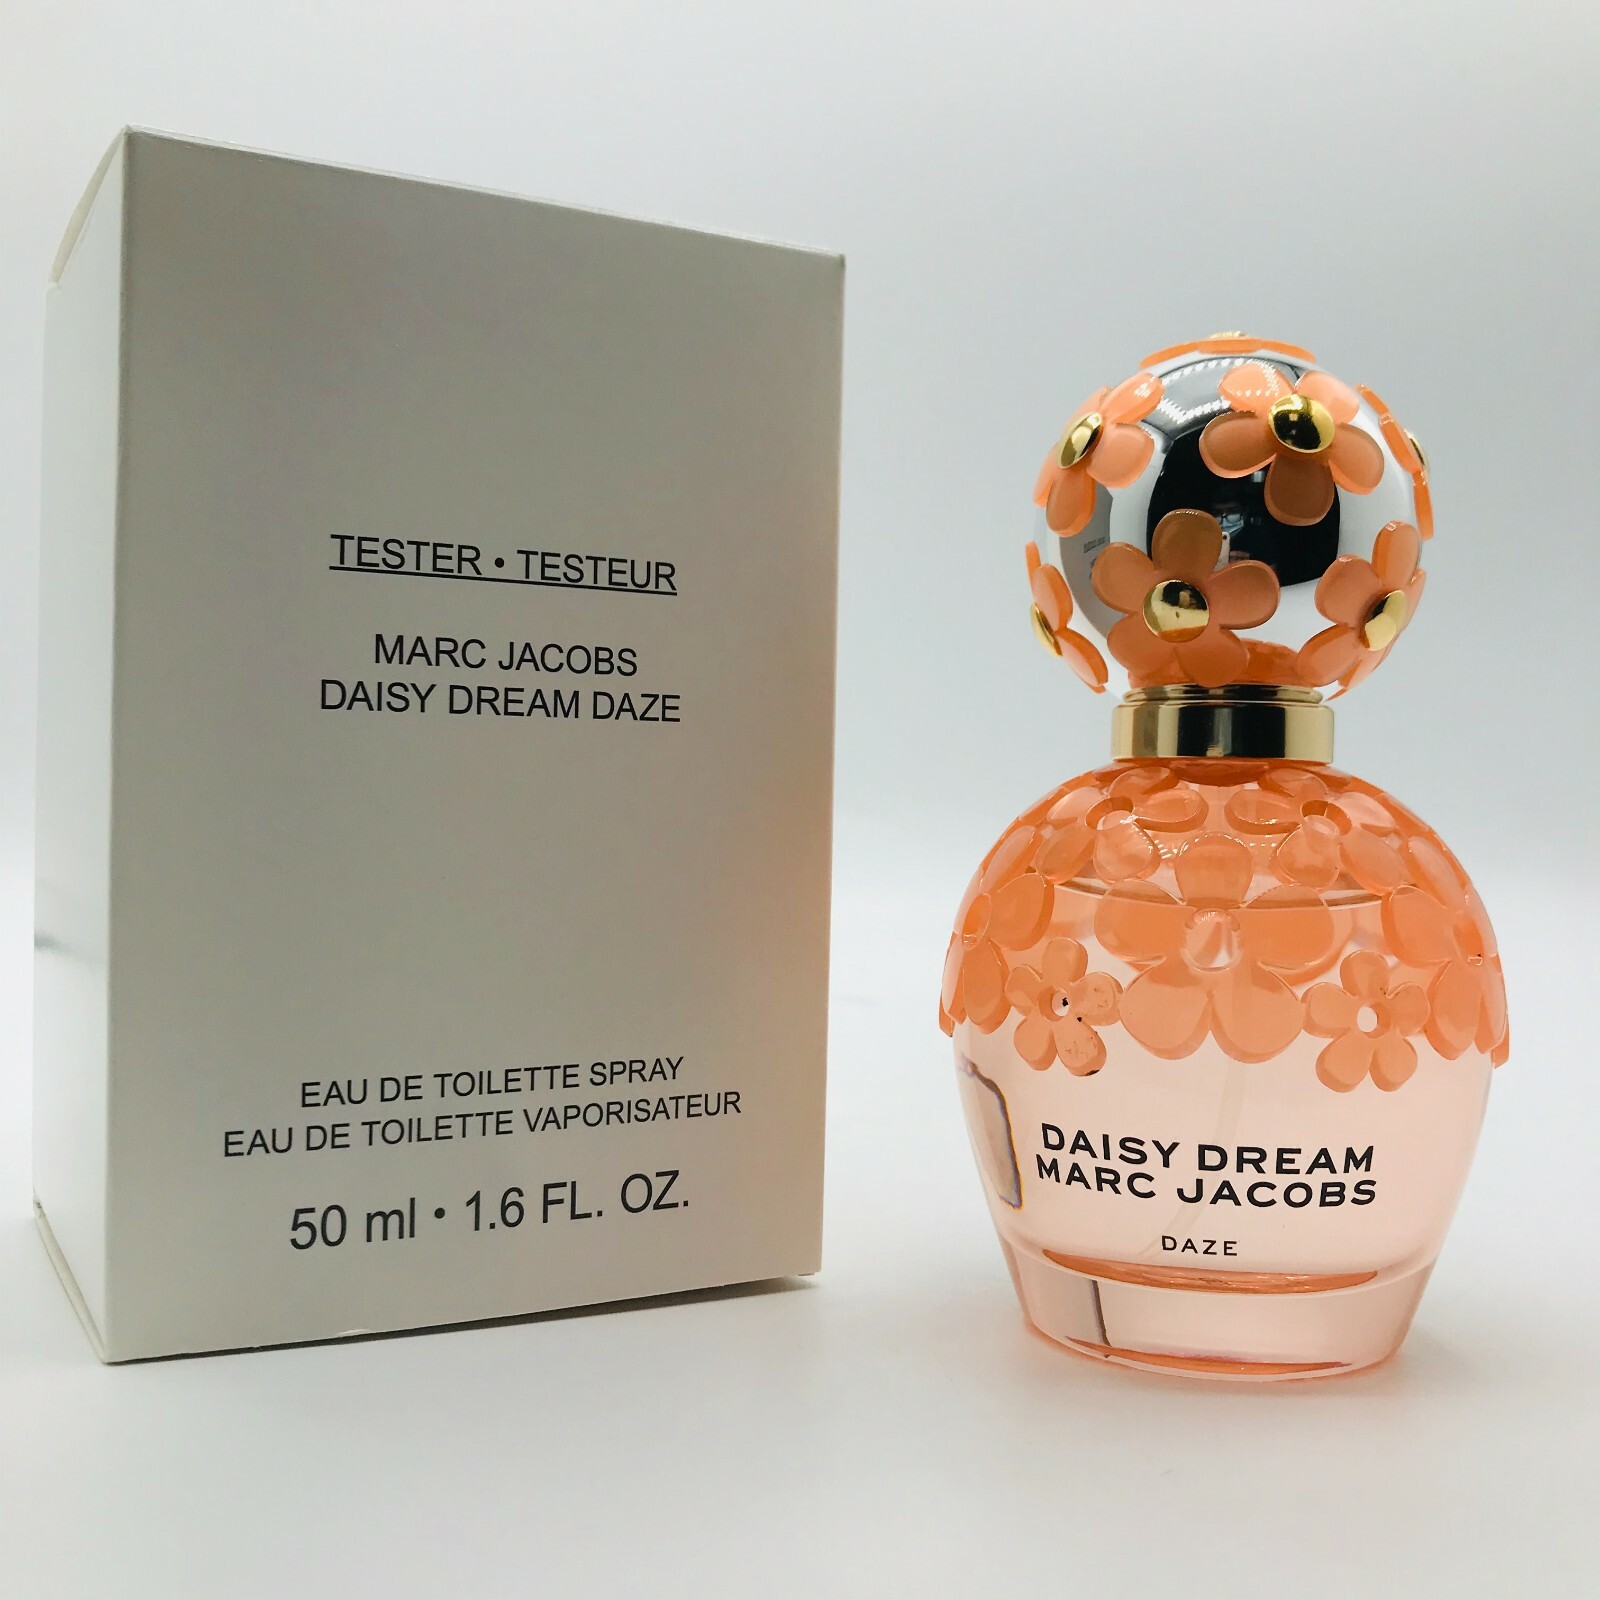 TESTER • TESTEUR
MARC JACOBS
DAISY DREAM DAZE
EAU DE TOILETTE SPRAY
EAU DE TOILETTE VAPORISATEUR
50 ml • 1.6 FL. OZ.
DAISY DREAM
MARC JACOBS
DAZE